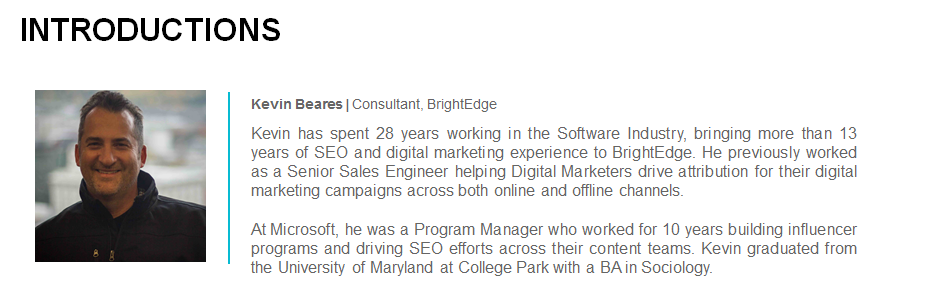 INTRODUCTIONS
Kevin Beares | Consultant, BrightEdge
Kevin has spent 28 years working in the Software Industry, bringing more than 13
years of SEO and digital marketing experience to BrightEdge. He previously worked
as a Senior Sales Engineer helping Digital Marketers drive attribution for their digital
marketing campaigns across both online and offline channels.
At Microsoft, he was a Program Manager who worked for 10 years building influencer
programs and driving SEO efforts across their content teams. Kevin graduated from
the University of Maryland at College Park with a BA in Sociology.